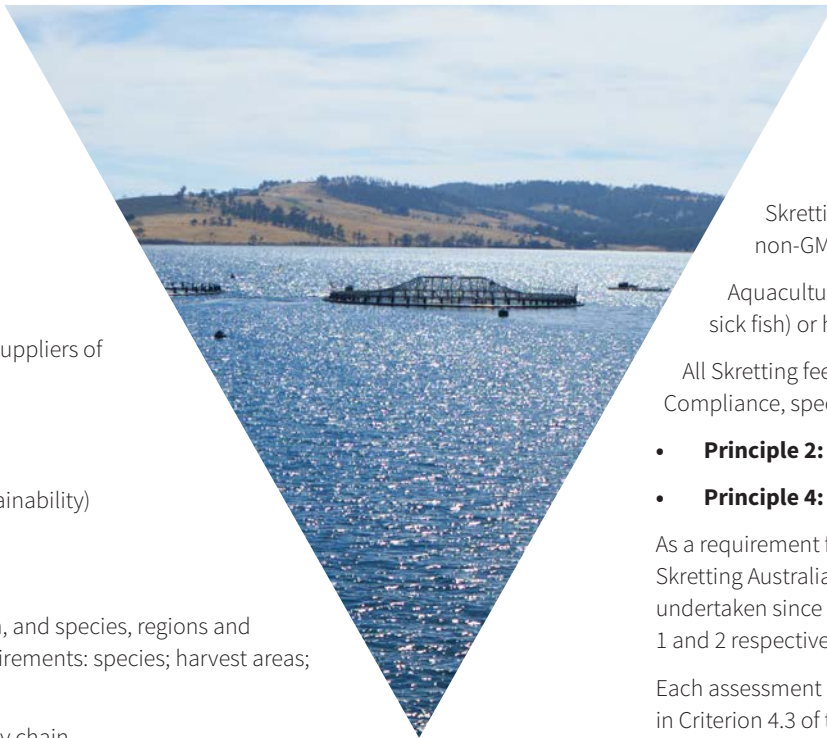 uppliers of
ainability)
, and species, regions and
irements: species; harvest areas;
y chain
Skretti
non-GM
Aquacultu
sick fish) or h
All Skretting fee
Compliance, spec
• Principle 2:
• Principle 4:
As a requirement f
Skretting Australia
undertaken since
1 and 2 respective
Each assessment
in Criterion 4.3 of t